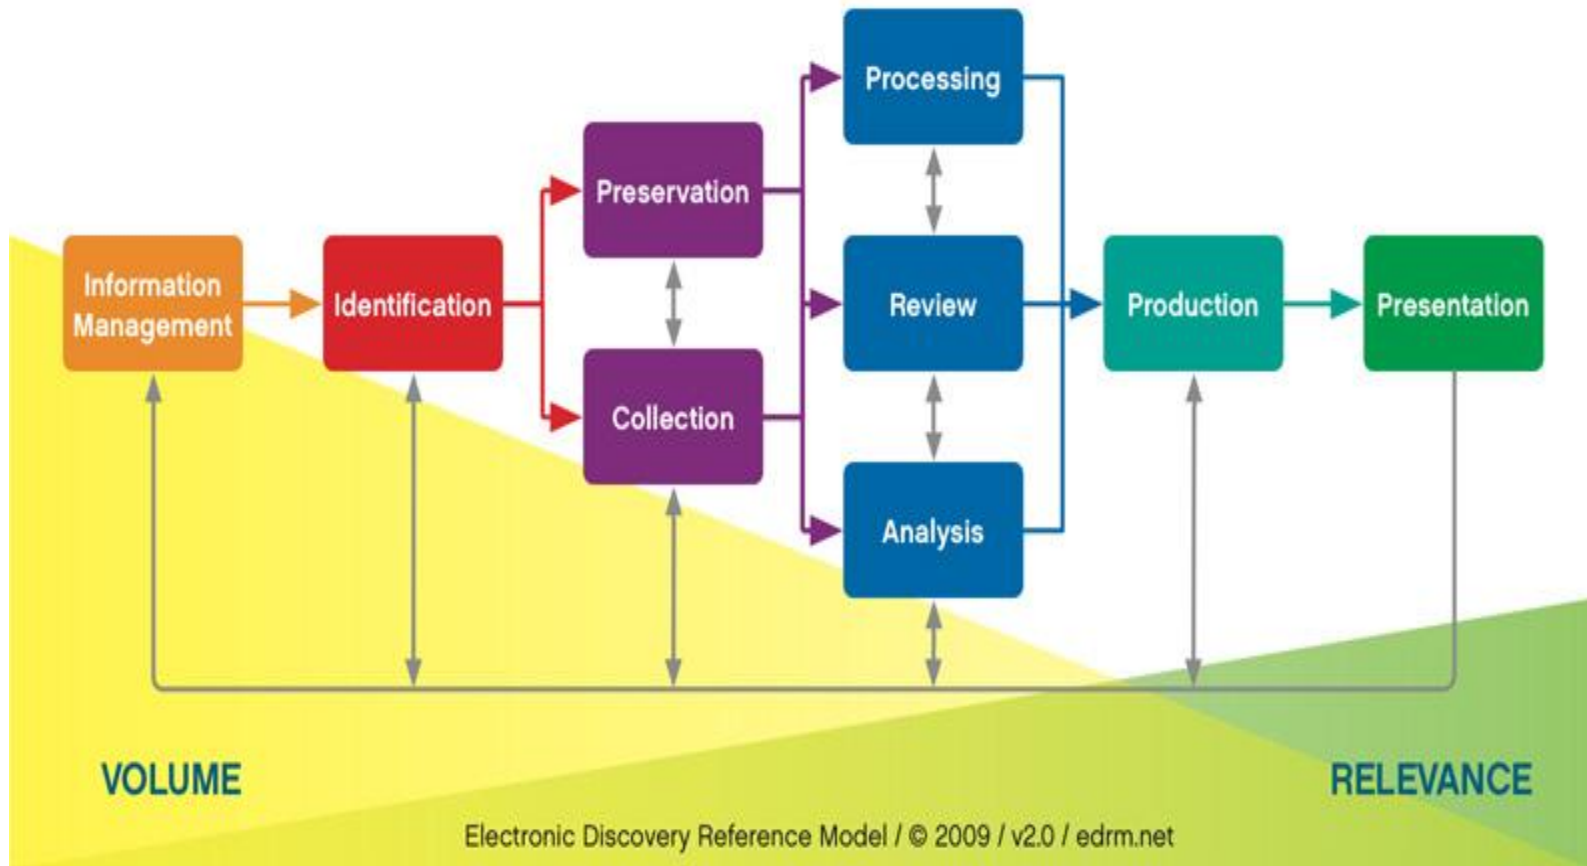 Information
Management
Identification
Preservation
Collection
Processing
Review
Analysis
Production
Presentation
VOLUME
RELEVANCE
Electronic Discovery Reference Model / © 2009 / v2.0 / edrm.net